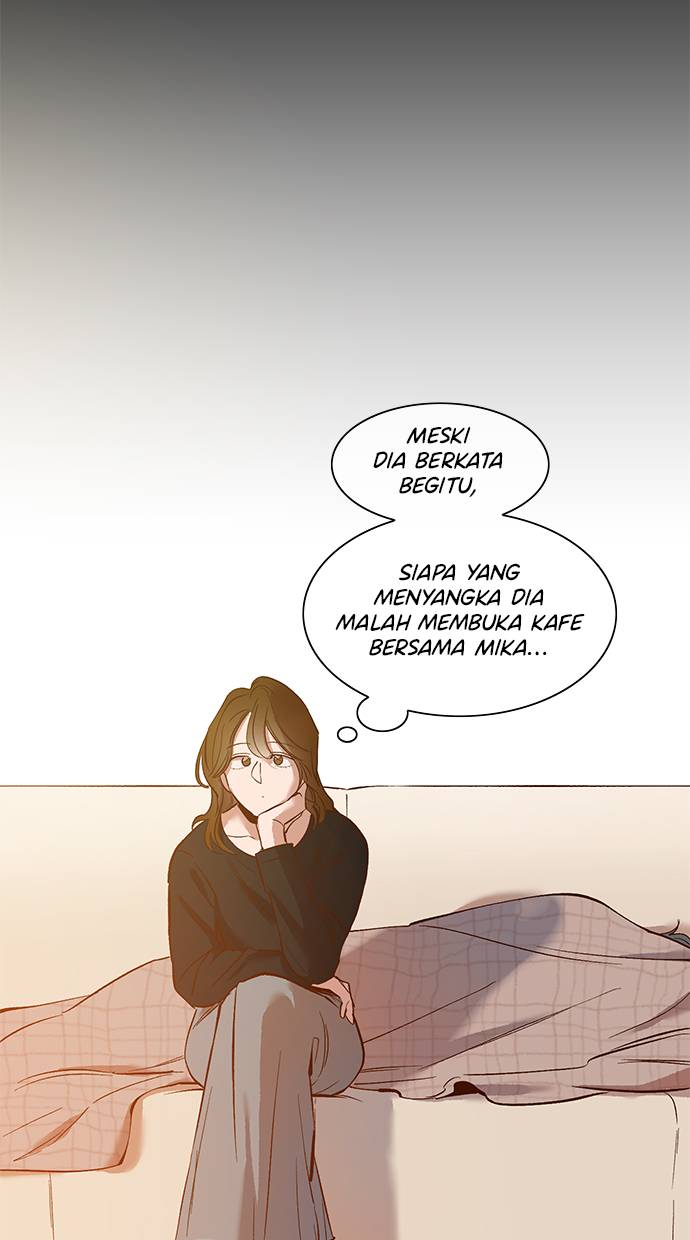 MESKI
DIA BERKATA
BEGITU,
SIAPA YANG
MENYANGKA DIA
MALAH MEMBUKA KAFE
BERSAMA MIKA...